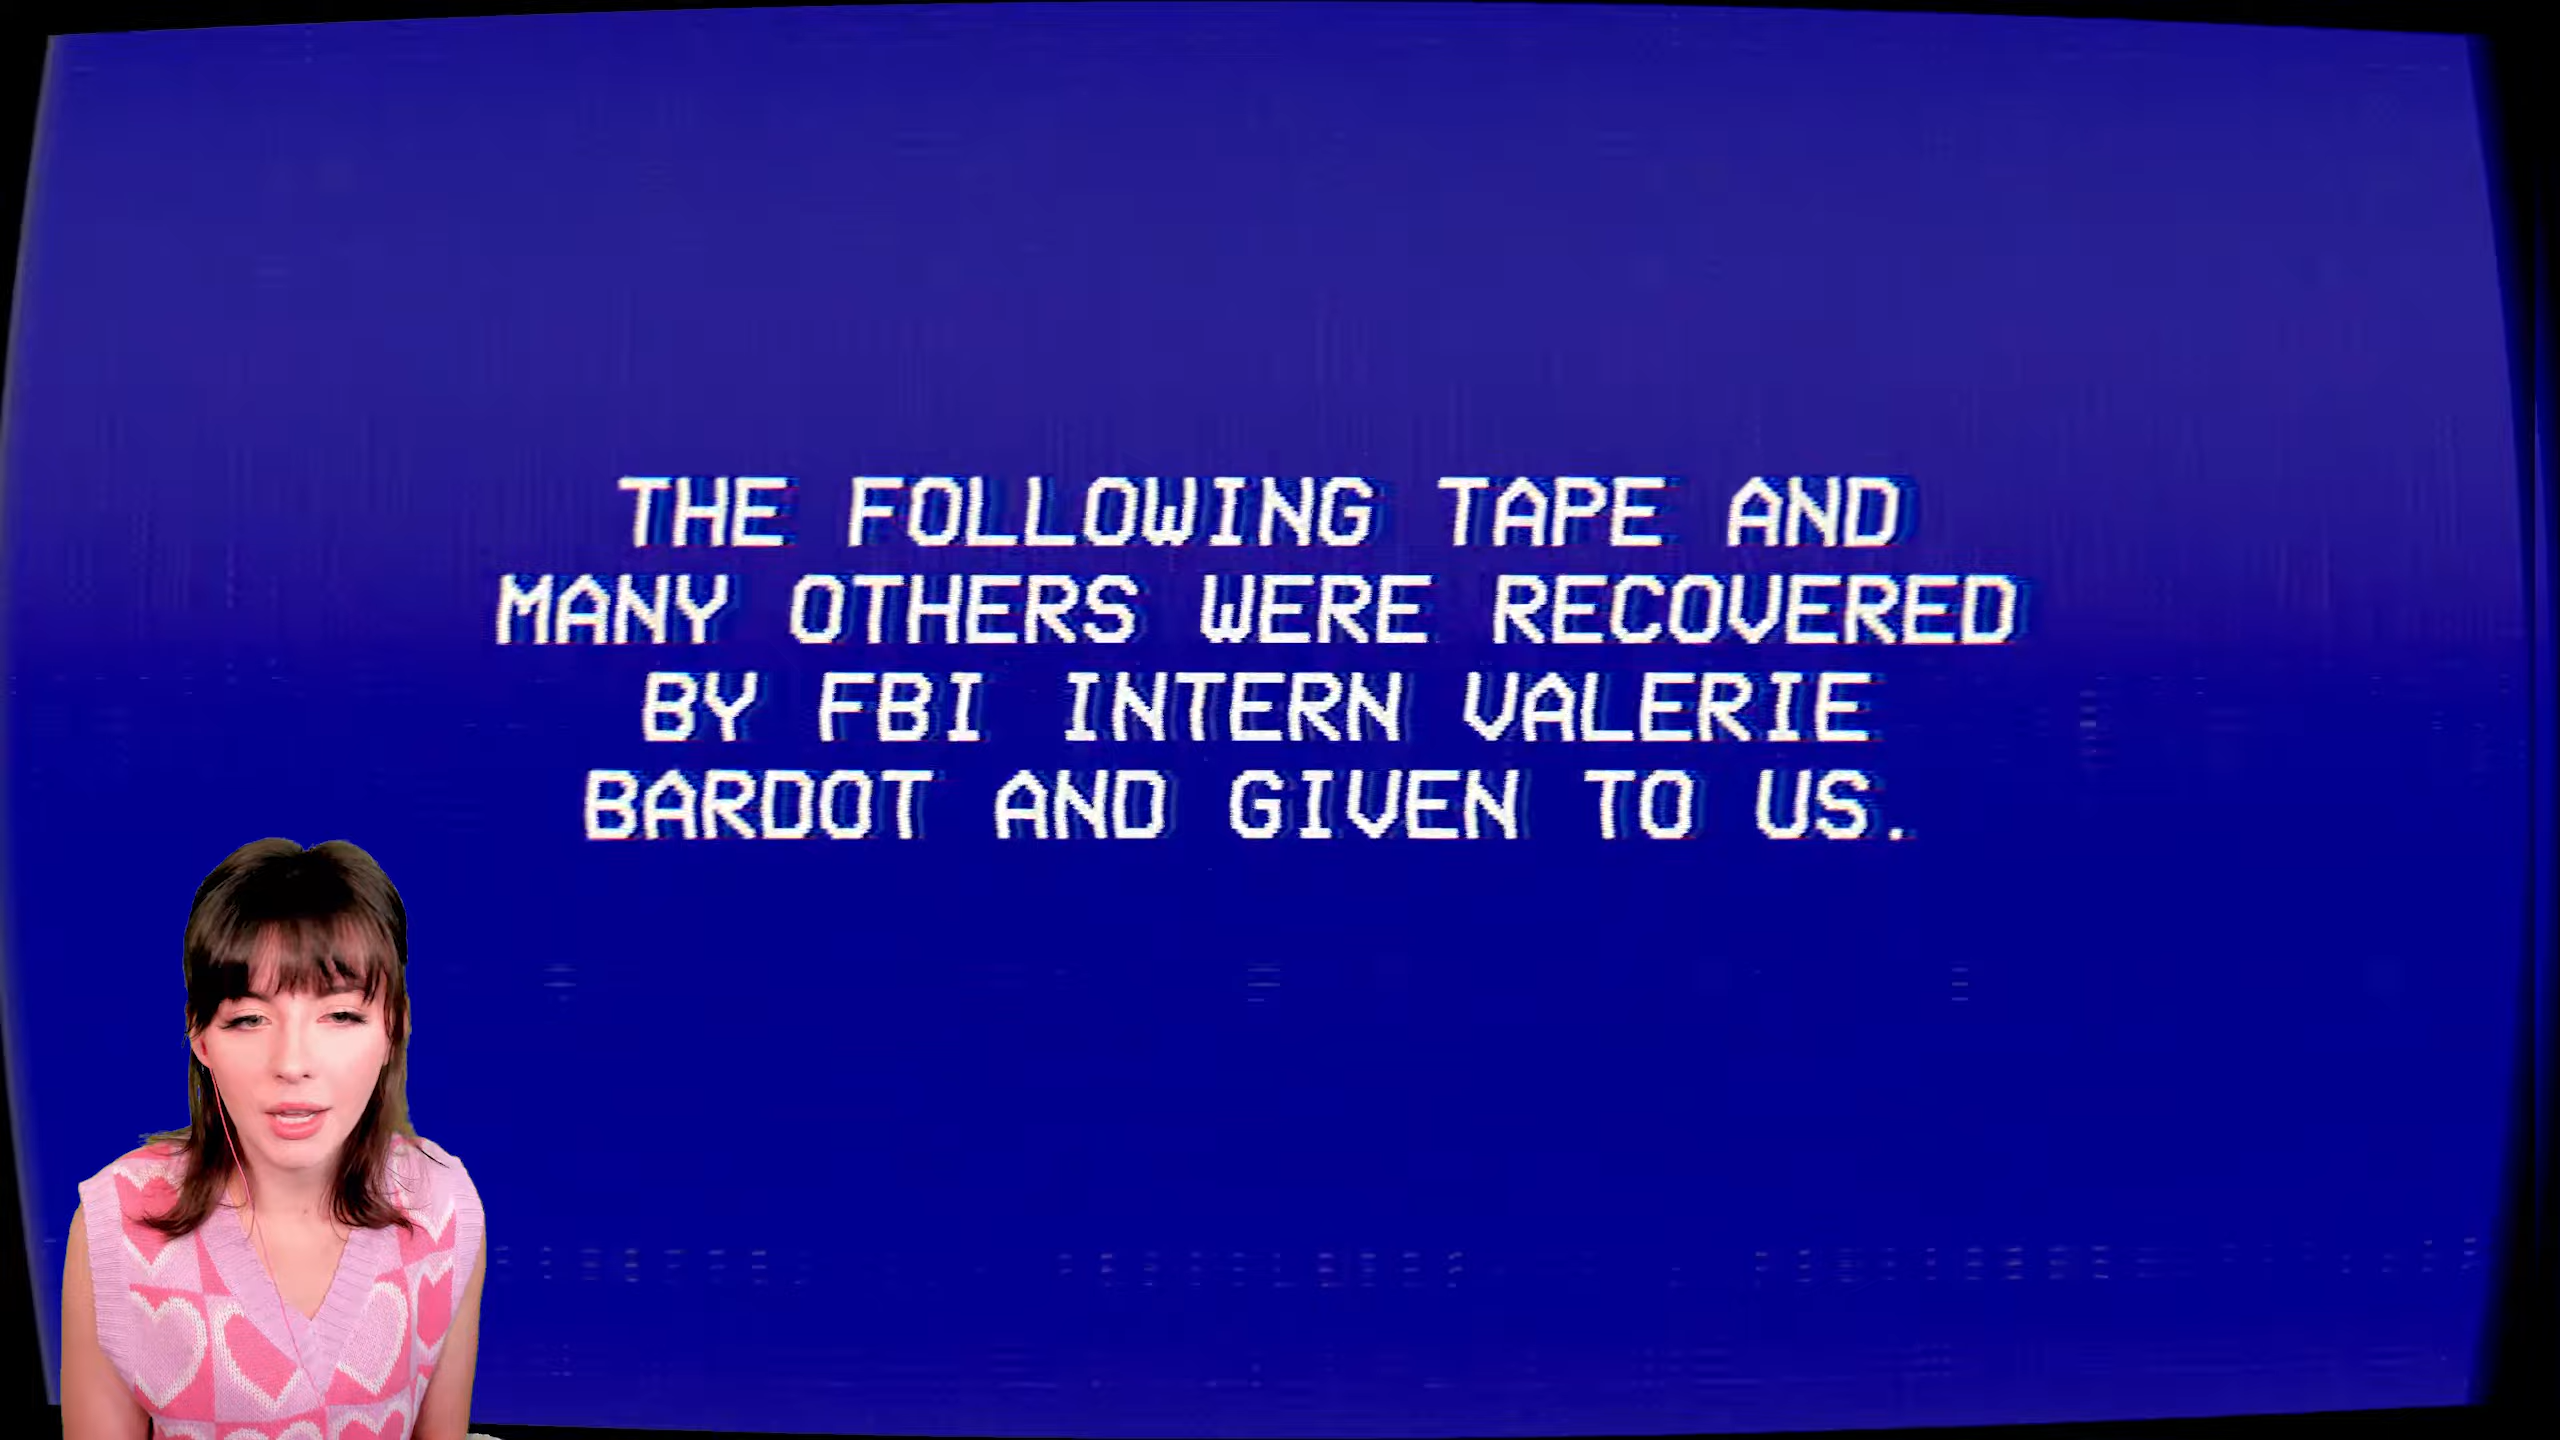 THE FOLLOWING TAPE AND
MANY OTHERS WERE RECOVERED
BY FBI INTERN VALERIE
BARDOT AND GIVEN TO US.